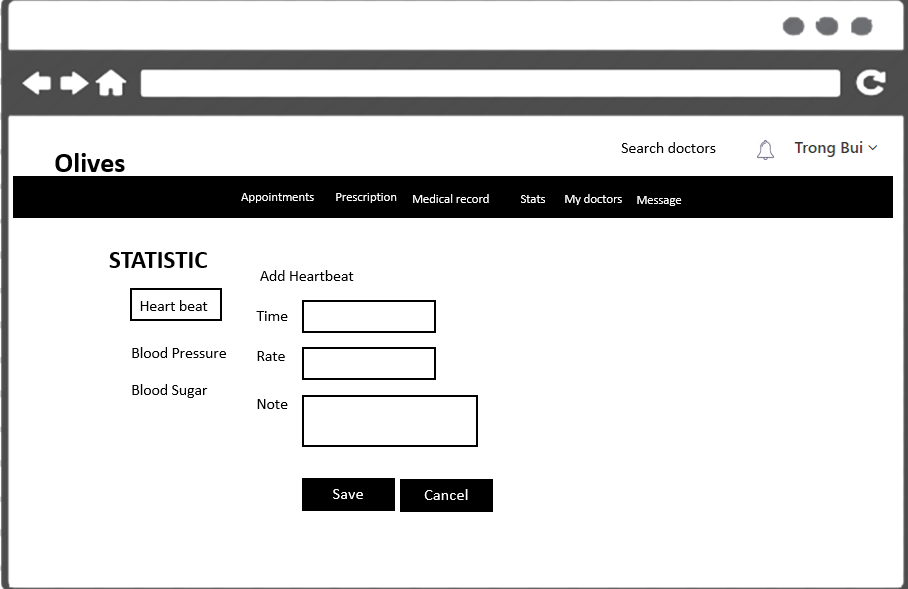 Search doctors
Trong Bui
Olives
Appointments Prescription Medical record Stats My doctors Message
STATISTIC
Heart beat
Blood Pressure
Blood Sugar
Add Heartbeat
Time
Rate
Note
Save Cancel